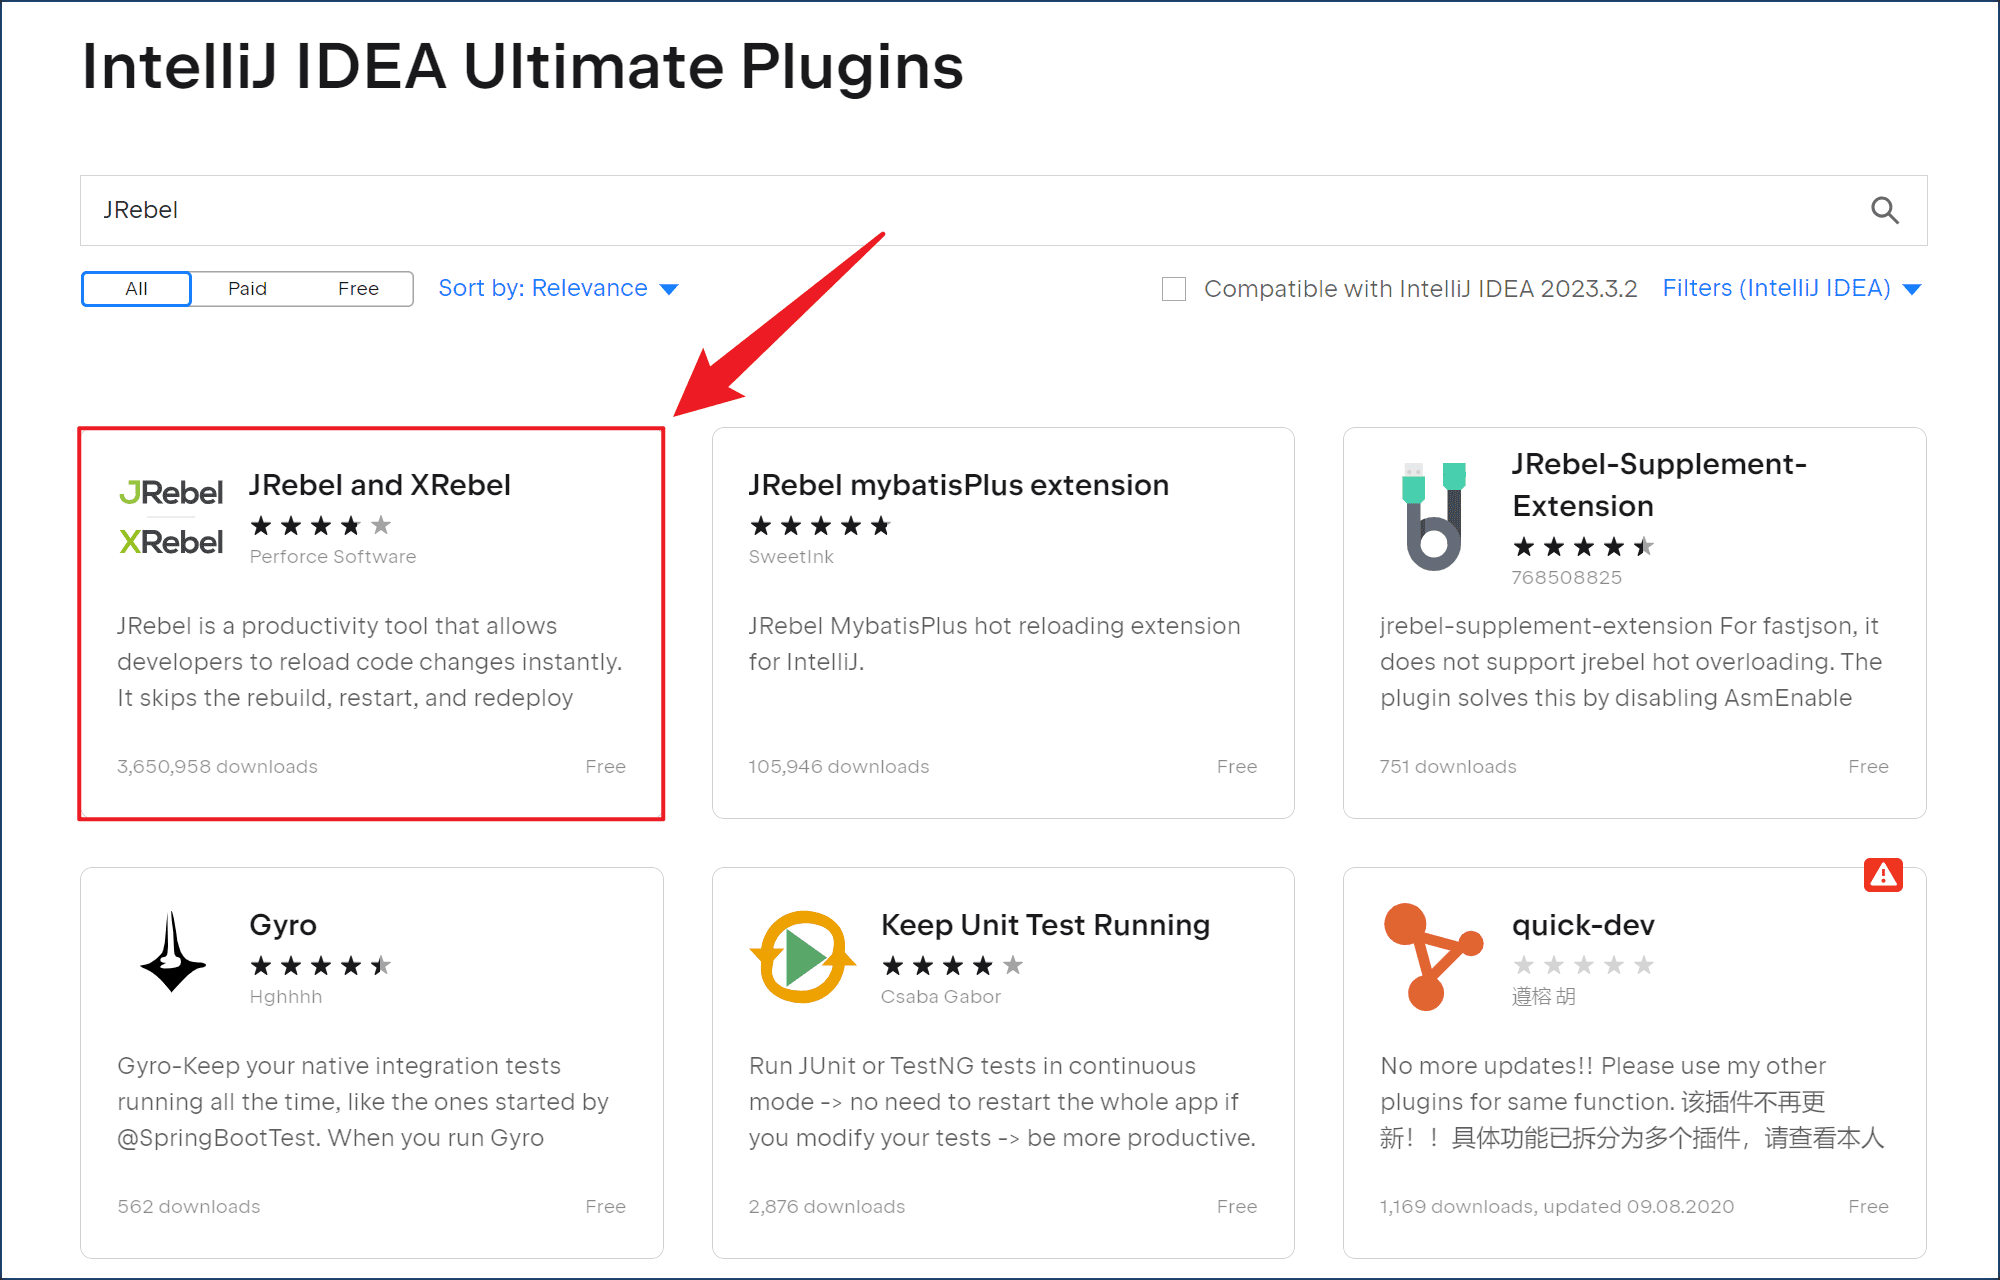 IntelliJ IDEA Ultimate Plugins
JRebel
All
Paid
Free
Sort by: Relevance
Compatible with IntelliJ IDEA 2023.3.2
Filters (IntelliJ IDEA)
JRebel
XRebel
JRebel and XRebel
Perforce Software
JRebel is a productivity tool that allows
developers to reload code changes instantly.
It skips the rebuild, restart, and redeploy
3,650,958 downloads
Free
JRebel mybatisPlus extension
SweetInk
JRebel MybatisPlus hot reloading extension
for IntelliJ.
105,946 downloads
Free
JRebel-Supplement-
Extension
768508825
jrebel-supplement-extension For fastjson, it
does not support jrebel hot overloading. The
plugin solves this by disabling AsmEnable
751 downloads
Free
Gyro
Hghhhh
Gyro-Keep your native integration tests
running all the time, like the ones started by
@SpringBootTest. When you run Gyro
562 downloads
Free
Keep Unit Test Running
Csaba Gabor
Run JUnit or TestNG tests in continuous
mode -> no need to restart the whole app if
you modify your tests -> be more productive.
2,876 downloads
Free
quick-dev
遵榕 胡
No more updates!! Please use my other
plugins for same function. 该插件不再更
新！！具体功能已拆分为多个插件，请查看本人
1,169 downloads, updated 09.08.2020
Free